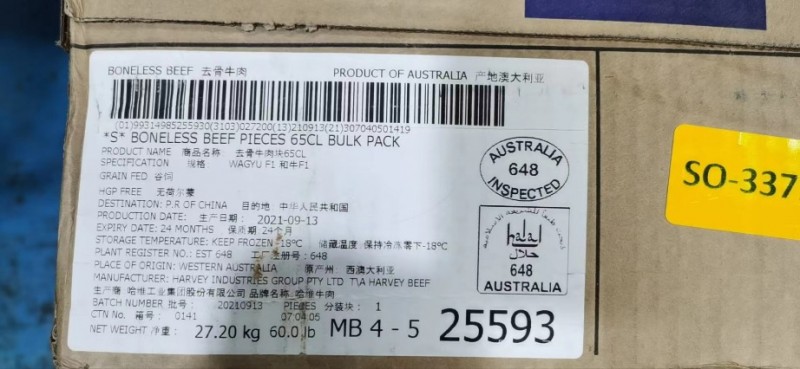 BONELESS BEEF 去骨牛肉
PRODUCT OF AUSTRALIA 产地澳大利亚
(01)99314985255930(3103)027200(13)210913(21)307040501419
*S* BONELESS BEEF PIECES 65CL BULK PACK
PRODUCT NAME 商品名称 去骨牛肉块65CL
SPECIFICATION 规格 WAGYU F1 和牛F1
GRAIN FED 谷饲
HGP FREE 无荷尔蒙
DESTINATION: P.R OF CHINA 目的地: 中华人民共和国
PRODUCTION DATE: 生产日期: 2021-09-13
EXPIRY DATE: 24 MONTHS 保质期 24个月
STORAGE TEMPERATURE: KEEP FROZEN -18°C 储藏温度: 保持冷冻零下-18°C
PLANT REGISTER NO.: EST 648 工厂注册号: 648
PLACE OF ORIGIN: WESTERN AUSTRALIA 原产州: 西澳大利亚
MANUFACTURER: HARVEY INDUSTRIES GROUP PTY LTD T\A HARVEY BEEF
生产商 哈维工业集团股份有限公司 品牌名称: 哈维牛肉
BATCH NUMBER 批号: 20210913 PIECES 分装块: 1
CTN No. 箱号: 0141 07:04:05
NET WEIGHT 净重: 27.20 kg 60.0 lb MB 4 - 5 25593
AUSTRALIA
648
INSPECTED
halal
حلال
648
AUSTRALIA
SO-337